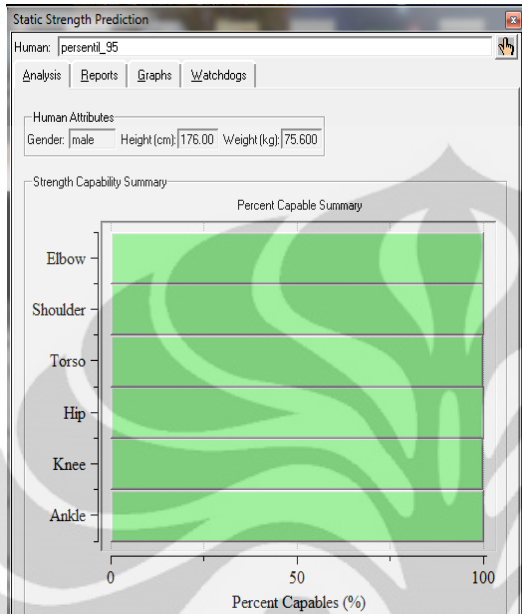 Static Strength Prediction
Human: persentil_95
Analysis Reports Graphs Watchdogs
Human Attributes
Gender: male Height (cm): 176.00 Weight (kg): 75.600
Strength Capability Summary
Percent Capable Summary
Elbow
Shoulder
Torso
Hip
Knee
Ankle
0 50 100
Percent Capables (%)